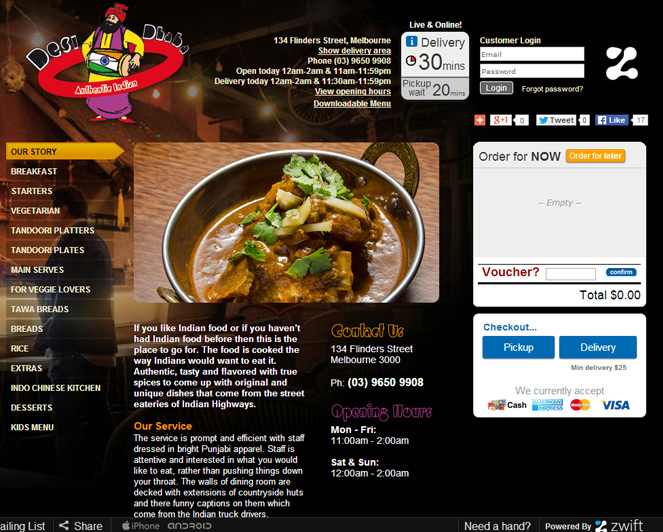 Desi Dhaba
Authentic Indian
134 Flinders Street, Melbourne
Show delivery area
Phone (03) 9650 9908
Open today 12am-2am & 11am-11:59pm
Delivery today 12am-2am & 11:30am-11:59pm
View opening hours
Downloadable Menu
Live & Online!
Delivery
30mins
Pickup wait 20mins
Customer Login
Email
Password
Login Forgot password?
+1 0 Tweet 0 Like 17
OUR STORY
BREAKFAST
STARTERS
VEGETARIAN
TANDOORI PLATTERS
TANDOORI PLATES
MAIN SERVES
FOR VEGGIE LOVERS
TAWA BREADS
BREADS
RICE
EXTRAS
INDO CHINESE KITCHEN
DESSERTS
KIDS MENU
If you like Indian food or if you haven't
had Indian food before then this is the
place to go for. The food is cooked the
way Indians would want to eat it.
Authentic, tasty and flavored with true
spices to come up with original and
unique dishes that come from the street
eateries of Indian Highways.
Our Service
The service is prompt and efficient with staff
dressed in bright Punjabi apparel. Staff is
attentive and interested in what you would
like to eat, rather than pushing things down
your throat. The walls of dining room are
decked with extensions of countryside huts
and there funny captions on them which
come from the Indian truck drivers.
Contact Us
134 Flinders Street
Melbourne 3000
Ph: (03) 9650 9908
Opening Hours
Mon - Fri:
11:00am - 2:00am
Sat & Sun:
12:00am - 2:00am
Order for NOW Order for later
~ Empty ~
Voucher? confirm
Total $0.00
Checkout...
Pickup Delivery
Min delivery $25
We currently accept
Cash AMERICAN EXPRESS MasterCard VISA
ailing List Share iPhone ANDROID Need a hand? Powered By zwift